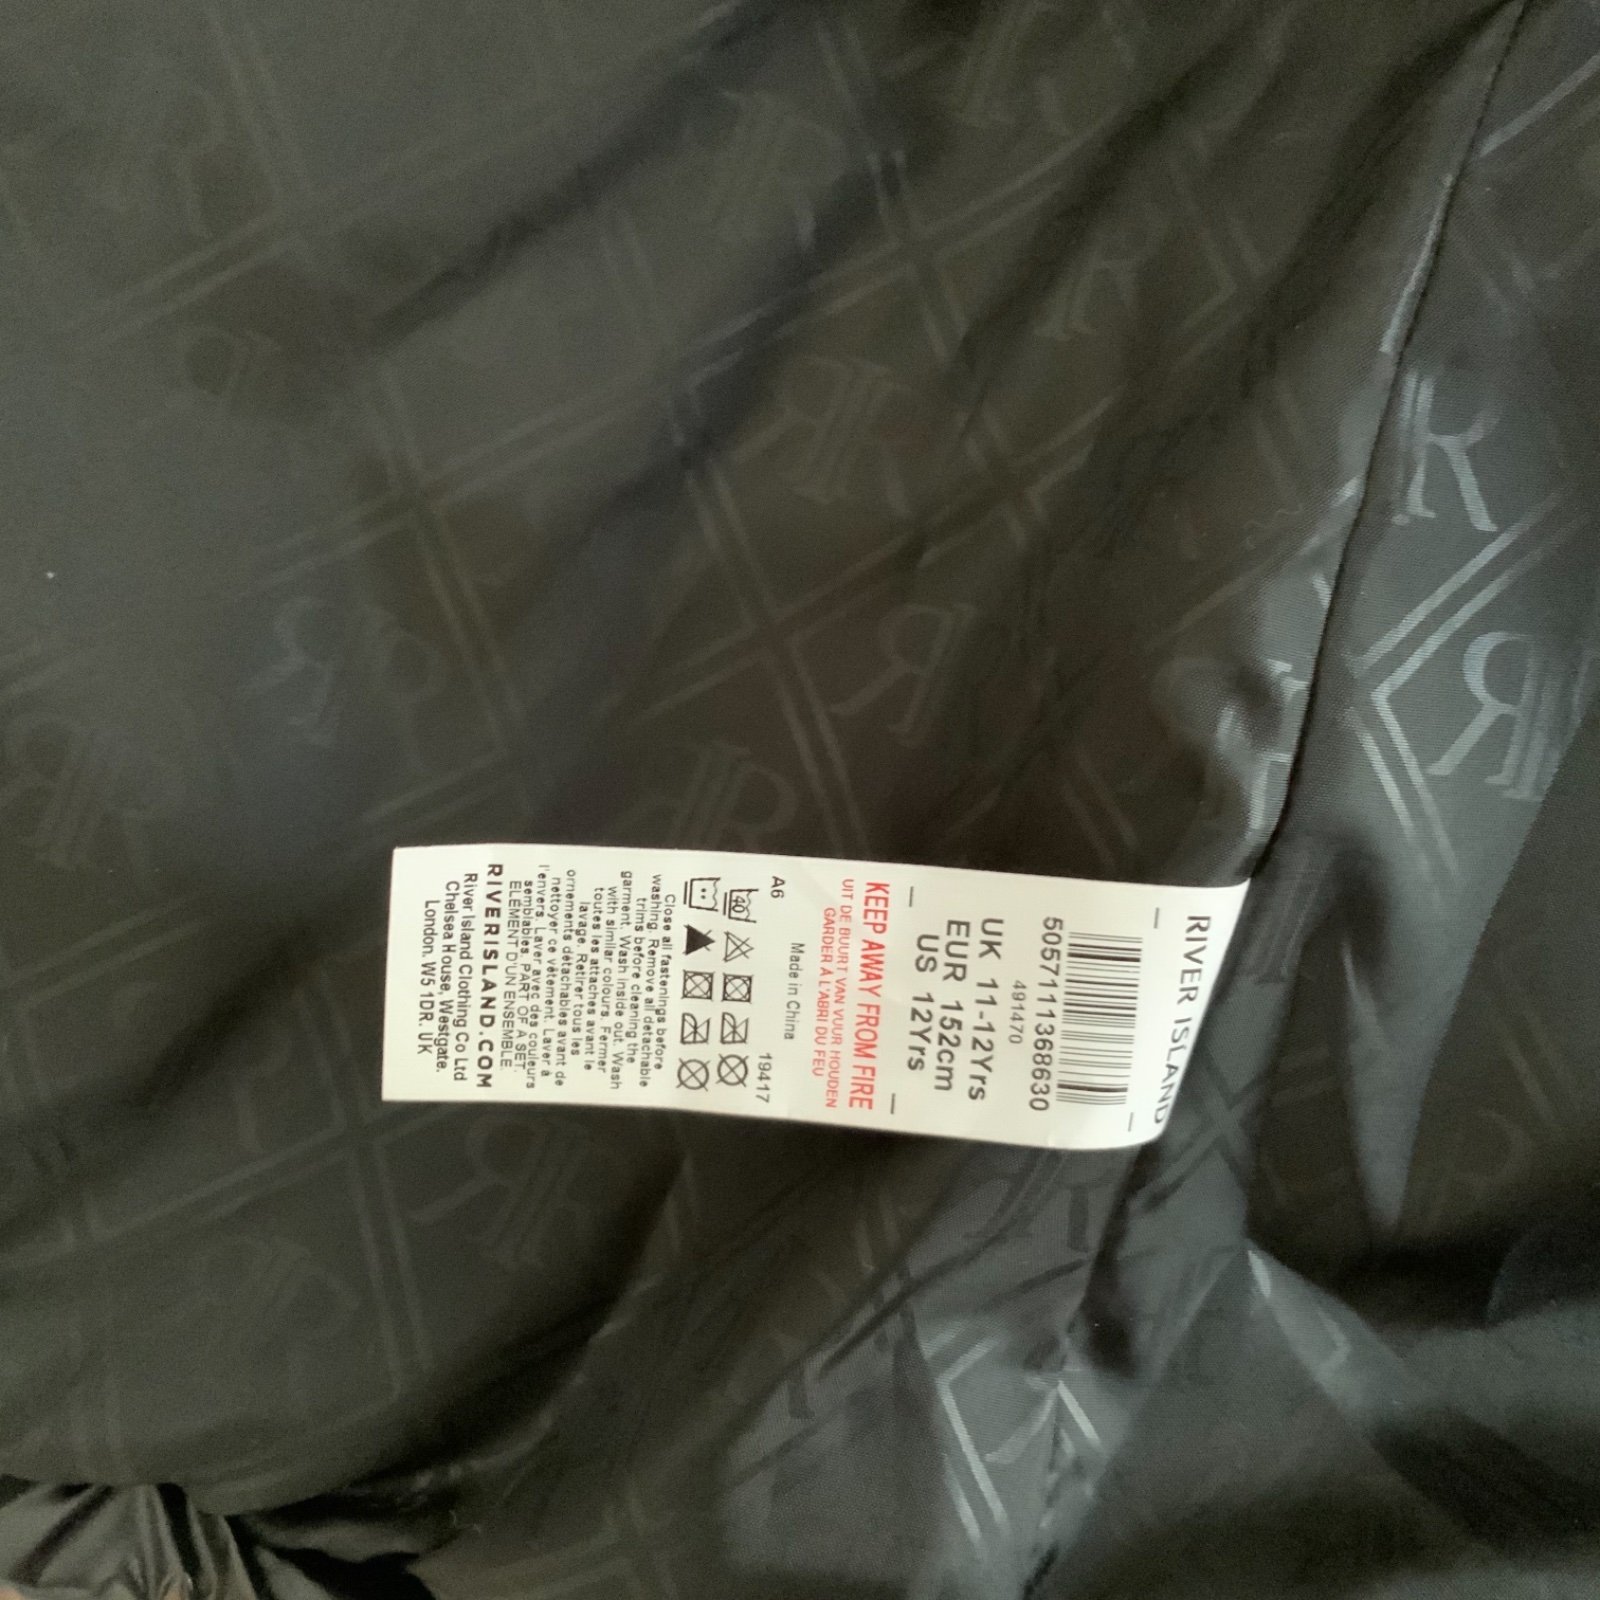 RIVER ISLAND
5057111368630
491470
UK 11-12Yrs
EUR 152cm
US 12Yrs
KEEP AWAY FROM FIRE
UIT DE BUURT VAN VUUR HOUDEN
GARDER À L'ABRI DU FEU
Made in China
A6 19417
40
Close all fastenings before
washing. Remove all detachable
trims before cleaning the
garment. Wash inside out. Wash
with similar colours. Fermer
toutes les attaches avant le
lavage. Retirer tous les
ornements détachables avant de
nettoyer ce vêtement. Laver à
l'envers. Laver avec des couleurs
semblables. PART OF A SET.
ELEMENT D'UN ENSEMBLE.
RIVERISLAND.COM
River Island Clothing Co Ltd
Chelsea House, Westgate.
London. W5 1DR. UK